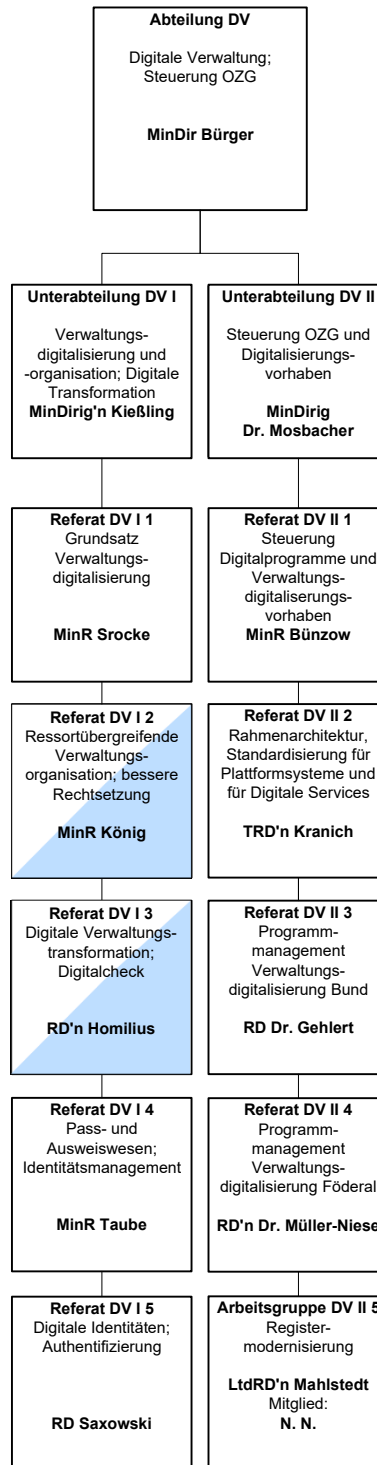 Abteilung DV
Digitale Verwaltung;
Steuerung OZG
MinDir Bürger
Unterabteilung DV I
Verwaltungs-
digitalisierung und
-organisation; Digitale
Transformation
MinDirig'n Kießling
Referat DV I 1
Grundsatz
Verwaltungs-
digitalisierung
MinR Srocke
Referat DV I 2
Ressortübergreifende
Verwaltungs-
organisation; bessere
Rechtsetzung
MinR König
Referat DV I 3
Digitale Verwaltungs-
transformation;
Digitalcheck
RD'n Homilius
Referat DV I 4
Pass- und
Ausweiswesen;
Identitätsmanagement
MinR Taube
Referat DV I 5
Digitale Identitäten;
Authentifizierung
RD Saxowski
Unterabteilung DV II
Steuerung OZG und
Digitalisierungs-
vorhaben
MinDirig
Dr. Mosbacher
Referat DV II 1
Steuerung
Digitalprogramme und
Verwaltungs-
digitaliserungs-
vorhaben
MinR Bünzow
Referat DV II 2
Rahmenarchitektur,
Standardisierung für
Plattformsysteme und
für Digitale Services
TRD'n Kranich
Referat DV II 3
Programm-
management
Verwaltungs-
digitalisierung Bund
RD Dr. Gehlert
Referat DV II 4
Programm-
management
Verwaltungs-
digitalisierung Föderal
RD'n Dr. Müller-Niese
Arbeitsgruppe DV II 5
Register-
modernisierung
LtdRD'n Mahlstedt
Mitglied:
N. N.